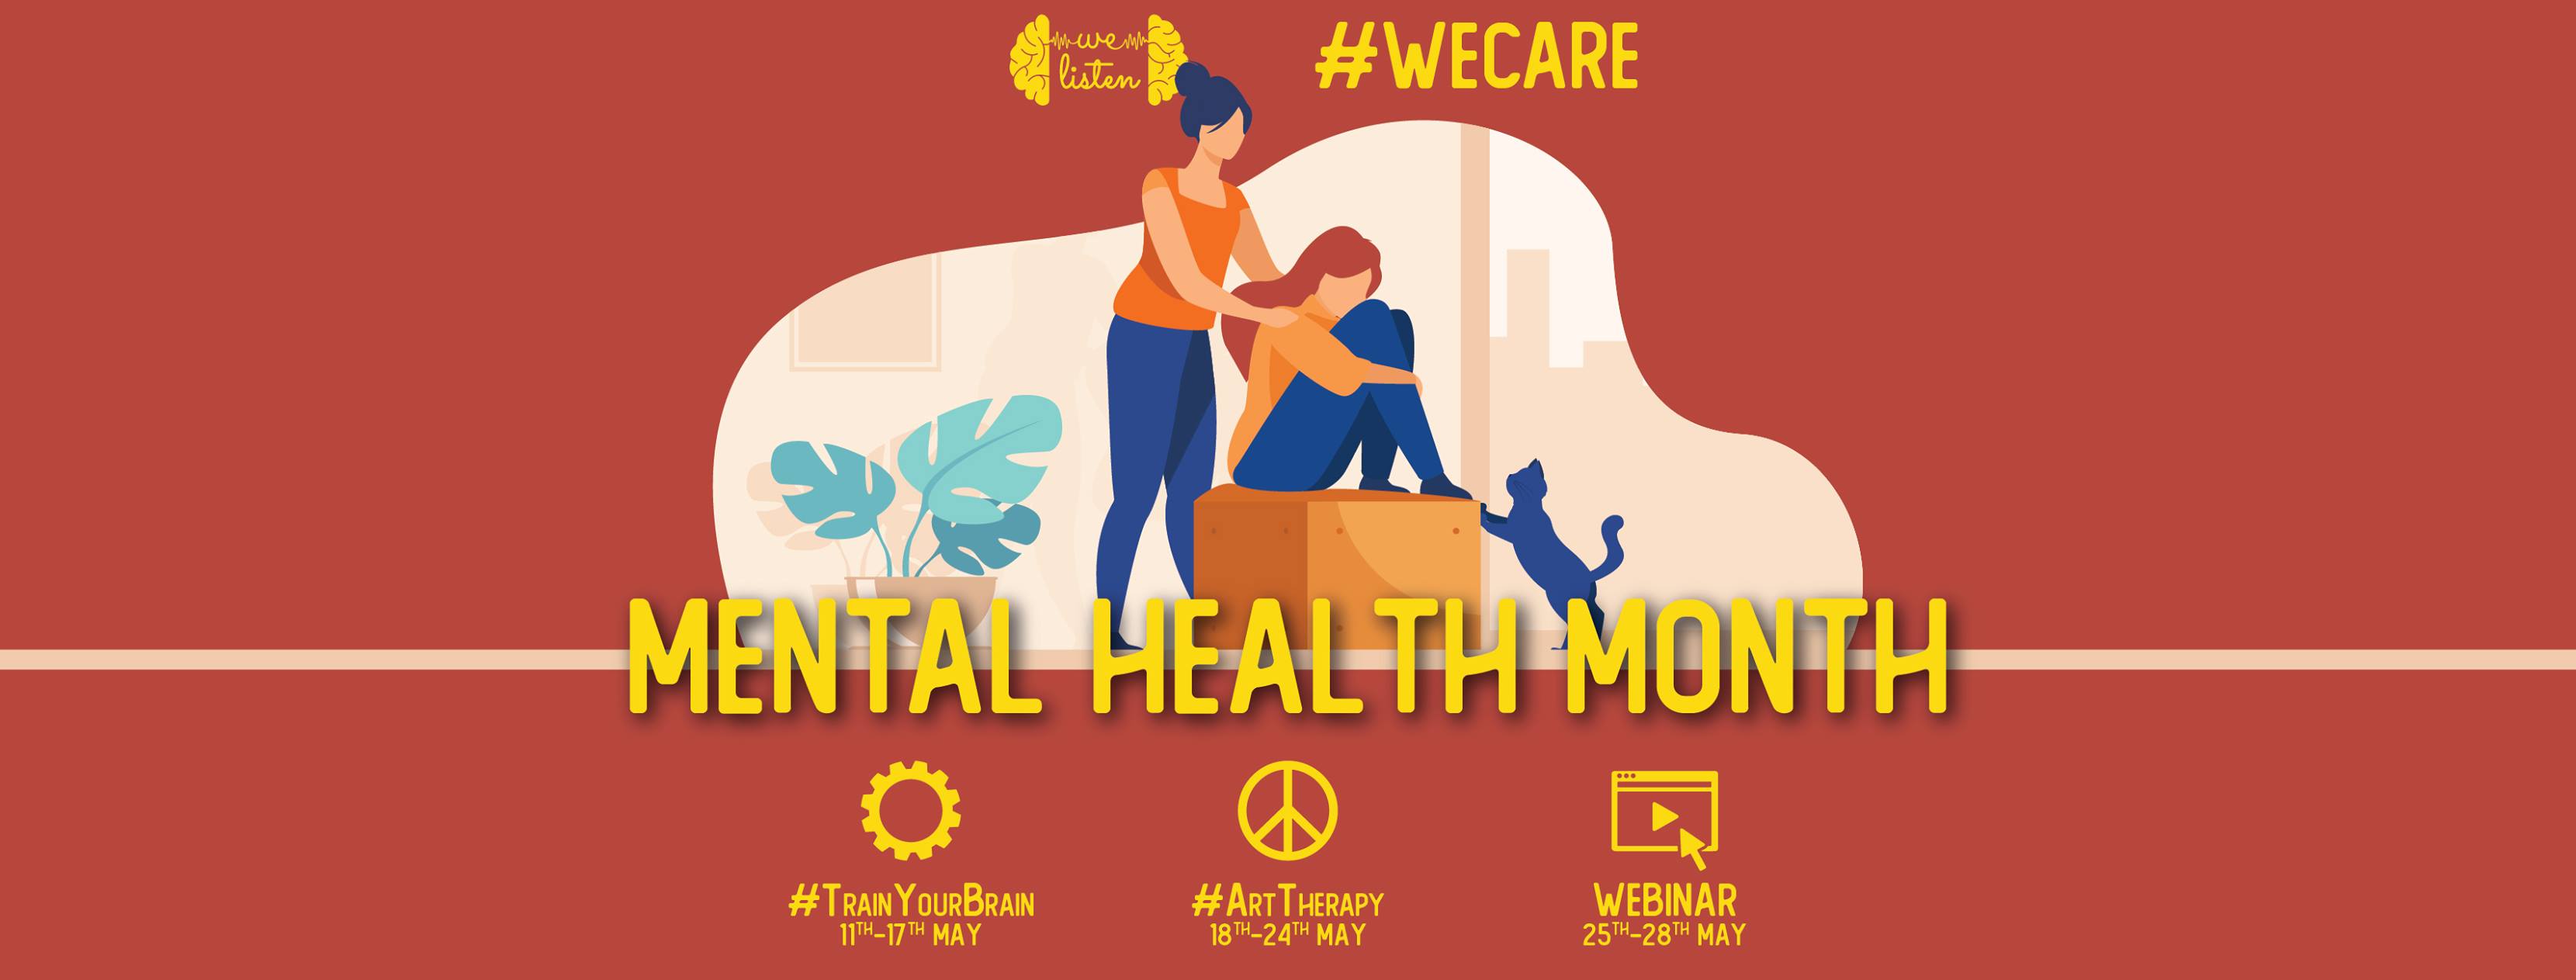 we
listen
#WECARE
MENTAL HEALTH MONTH
#TRAINYOURBRAIN
11TH-17TH MAY
#ARTTHERAPY
18TH-24TH MAY
WEBINAR
25TH-28TH MAY